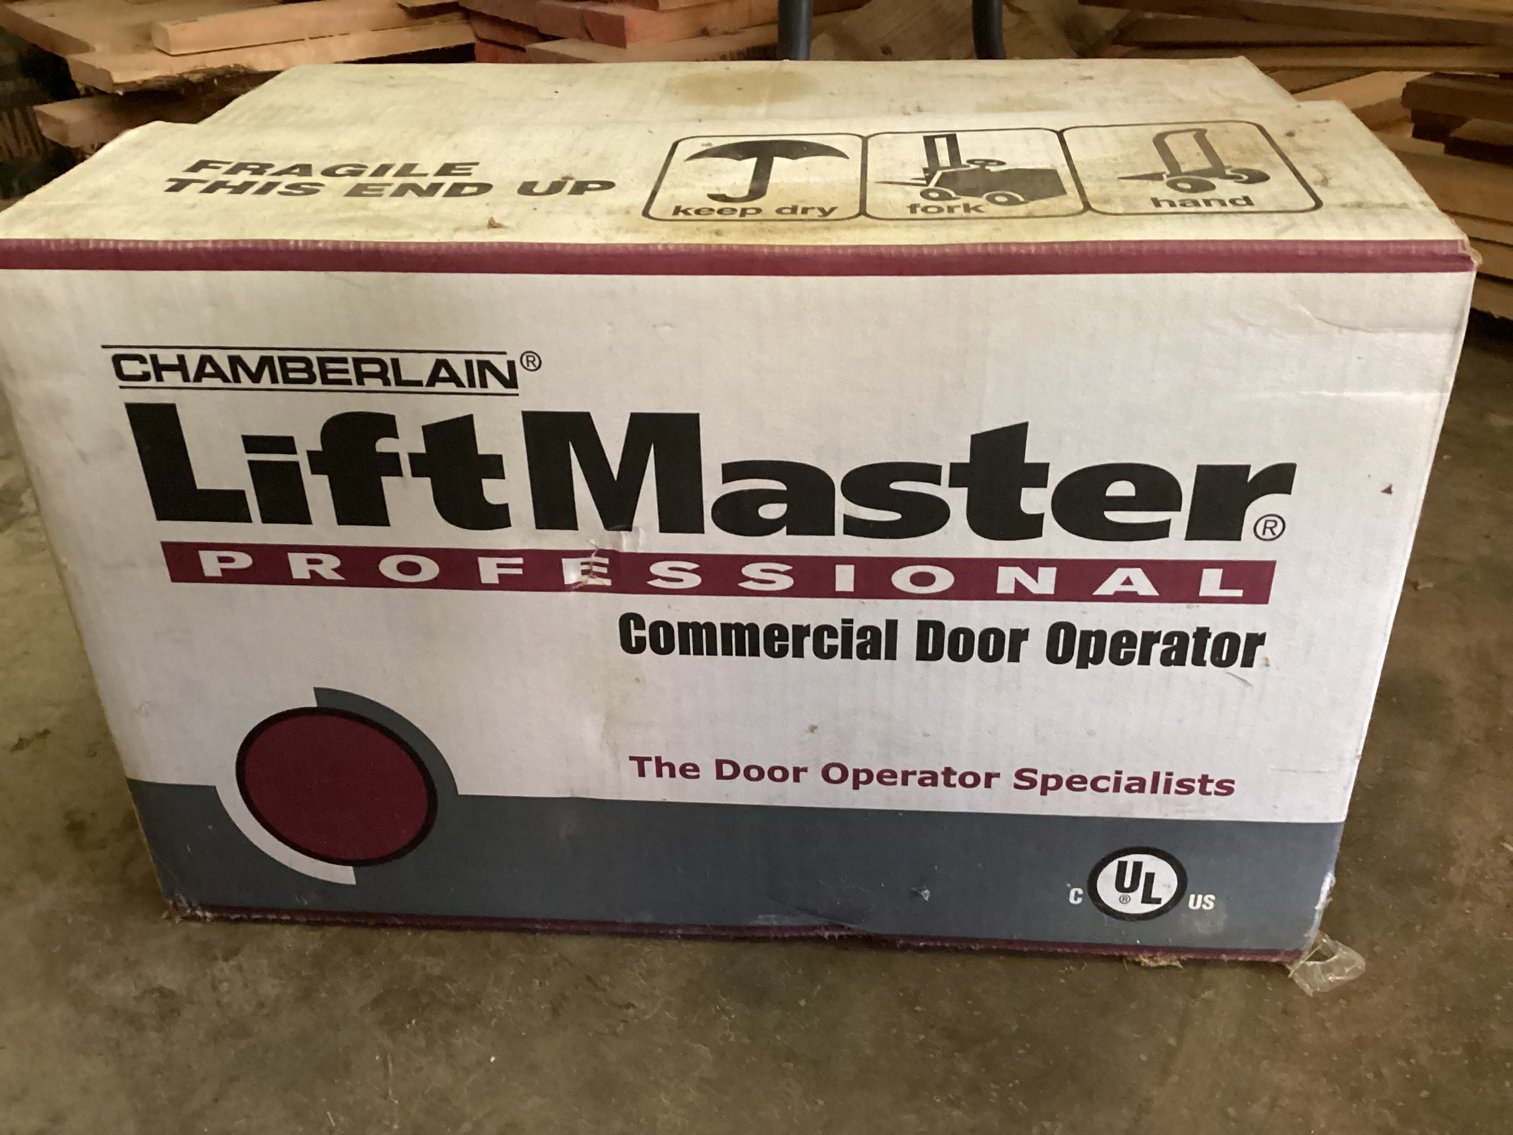 FRAGILE
THIS END UP
keep dry
fork
hand
CHAMBERLAIN®
LiftMaster®
PROFESSIONAL
Commercial Door Operator
The Door Operator Specialists
C UL® US